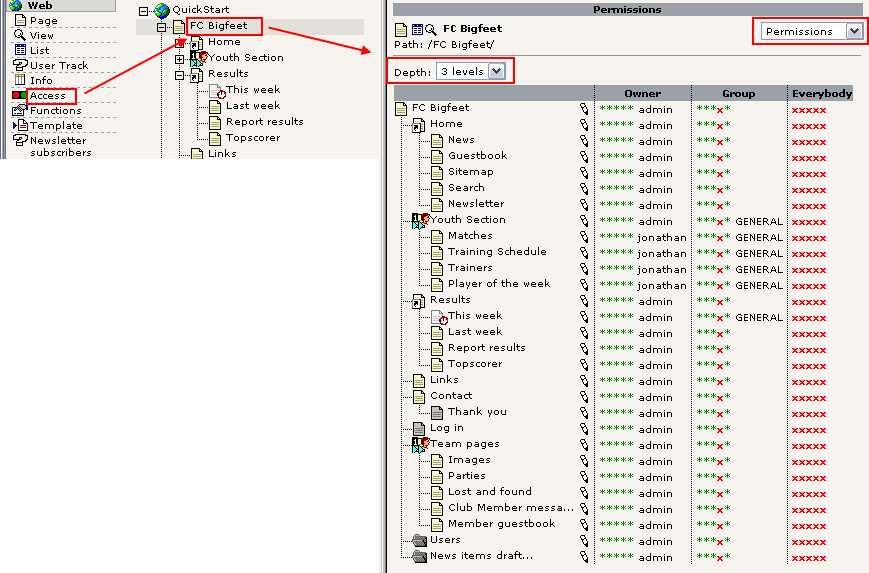 Web
Page
View
List
User Track
Info
Access
Functions
Template
Newsletter
subscribers
QuickStart
FC Bigfeet
Home
Youth Section
Results
This week
Last week
Report results
Topscorer
Links
Permissions
FC Bigfeet
Permissions
Path: /FC Bigfeet/
Depth: 3 levels
Owner Group Everybody
FC Bigfeet ***** admin ***x* xxxxx
Home ***** admin ***x* xxxxx
News ***** admin ***x* xxxxx
Guestbook ***** admin ***x* xxxxx
Sitemap ***** admin ***x* xxxxx
Search ***** admin ***x* xxxxx
Newsletter ***** admin ***x* xxxxx
Youth Section ***** admin ***x* GENERAL xxxxx
Matches ***** jonathan ***x* GENERAL xxxxx
Training Schedule ***** jonathan ***x* GENERAL xxxxx
Trainers ***** jonathan ***x* GENERAL xxxxx
Player of the week ***** jonathan ***x* GENERAL xxxxx
Results ***** admin ***x* xxxxx
This week ***** admin ***x* GENERAL xxxxx
Last week ***** admin ***x* xxxxx
Report results ***** admin ***x* xxxxx
Topscorer ***** admin ***x* xxxxx
Links ***** admin ***x* xxxxx
Contact ***** admin ***x* xxxxx
Thank you ***** admin ***x* xxxxx
Log in ***** admin ***x* xxxxx
Team pages ***** admin ***x* xxxxx
Images ***** admin ***x* xxxxx
Parties ***** admin ***x* xxxxx
Lost and found ***** admin ***x* xxxxx
Club Member messa... ***** admin ***x* xxxxx
Member guestbook ***** admin ***x* xxxxx
Users ***** admin ***x* xxxxx
News items draft... ***** admin ***x* xxxxx